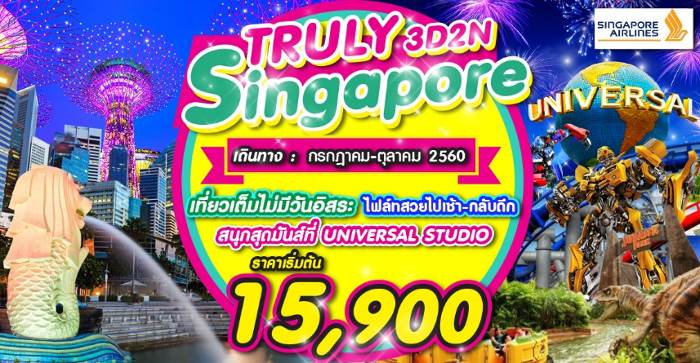 TRULY 3D2N
Singapore
SINGAPORE
AIRLINES
UNIVERSAL
เดินทาง : กรกฎาคม-ตุลาคม 2560
เที่ยวเต็มไม่มีวันอิสระ ไฟล์ทสวยไปเช้า-กลับดึก
สนุกสุดมันส์ที่ UNIVERSAL STUDIO
ราคาเริ่มต้น
15,900